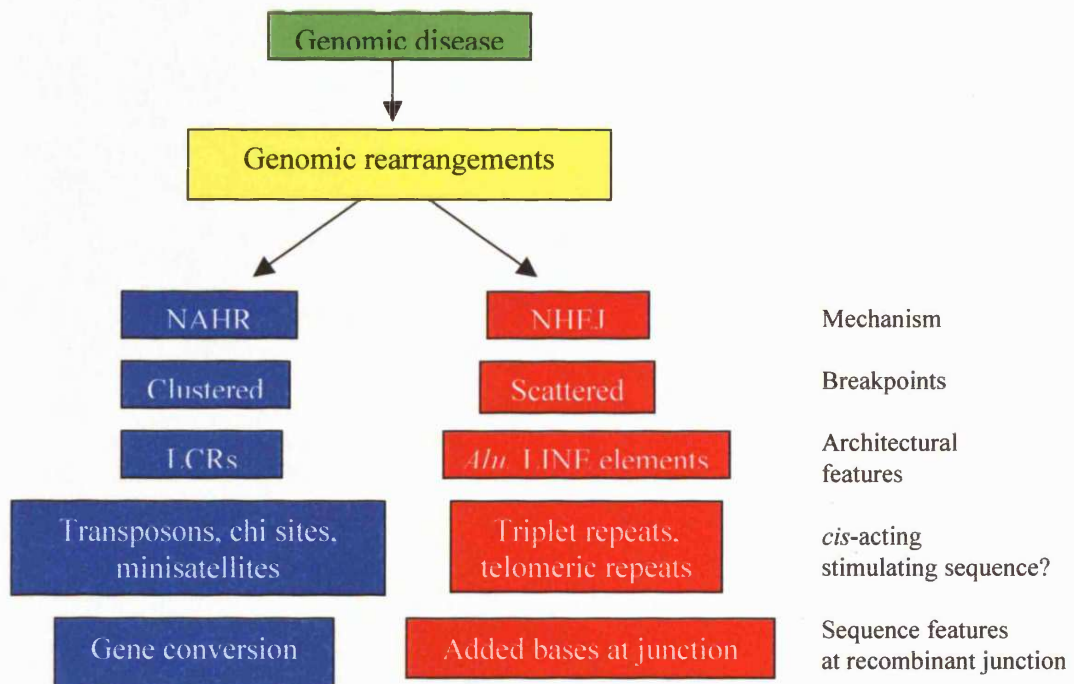 Genomic disease
Genomic rearrangements
NAHR
NHEJ
Mechanism
Clustered
Scattered
Breakpoints
LCRs
Alu, LINE elements
Architectural
features
Transposons, chi sites,
minisatellites
Triplet repeats,
telomeric repeats
cis-acting
stimulating sequence?
Gene conversion
Added bases at junction
Sequence features
at recombinant junction